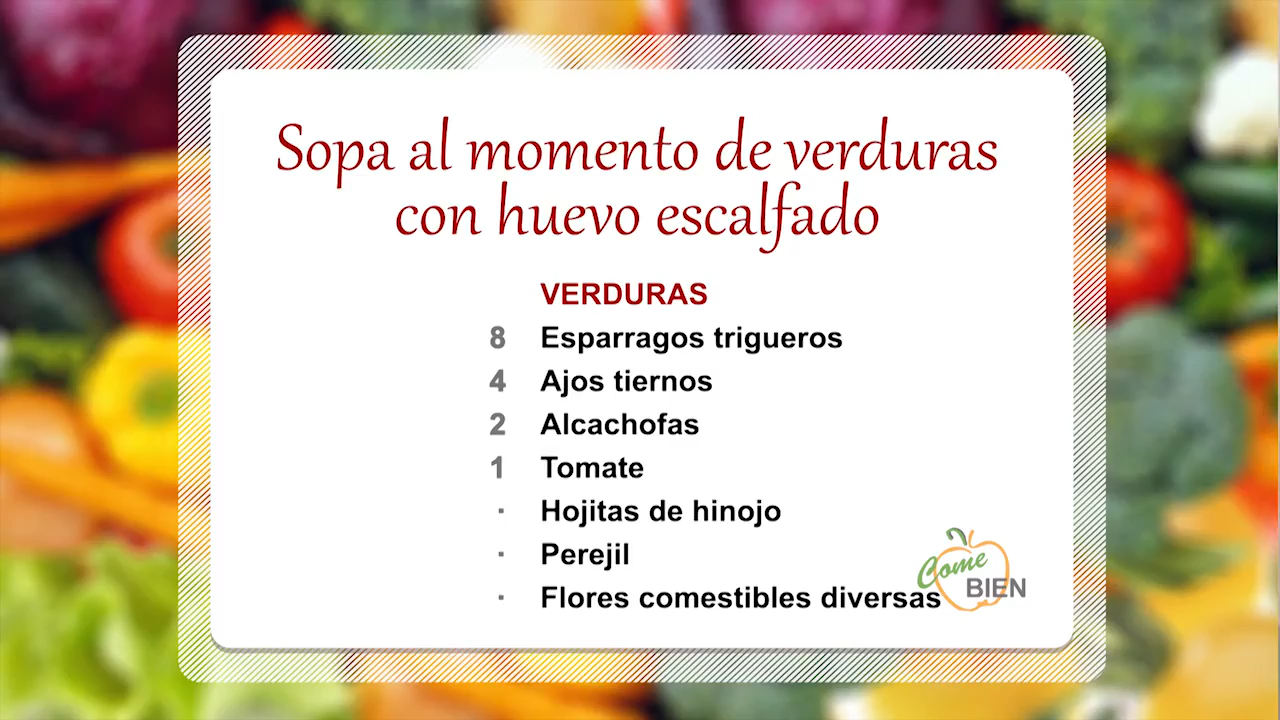 Sopa al momento de verduras
con huevo escalfado
VERDURAS
8 Esparragos trigueros
4 Ajos tiernos
2 Alcachofas
1 Tomate
· Hojitas de hinojo
· Perejil
· Flores comestibles diversas
Come
BIEN